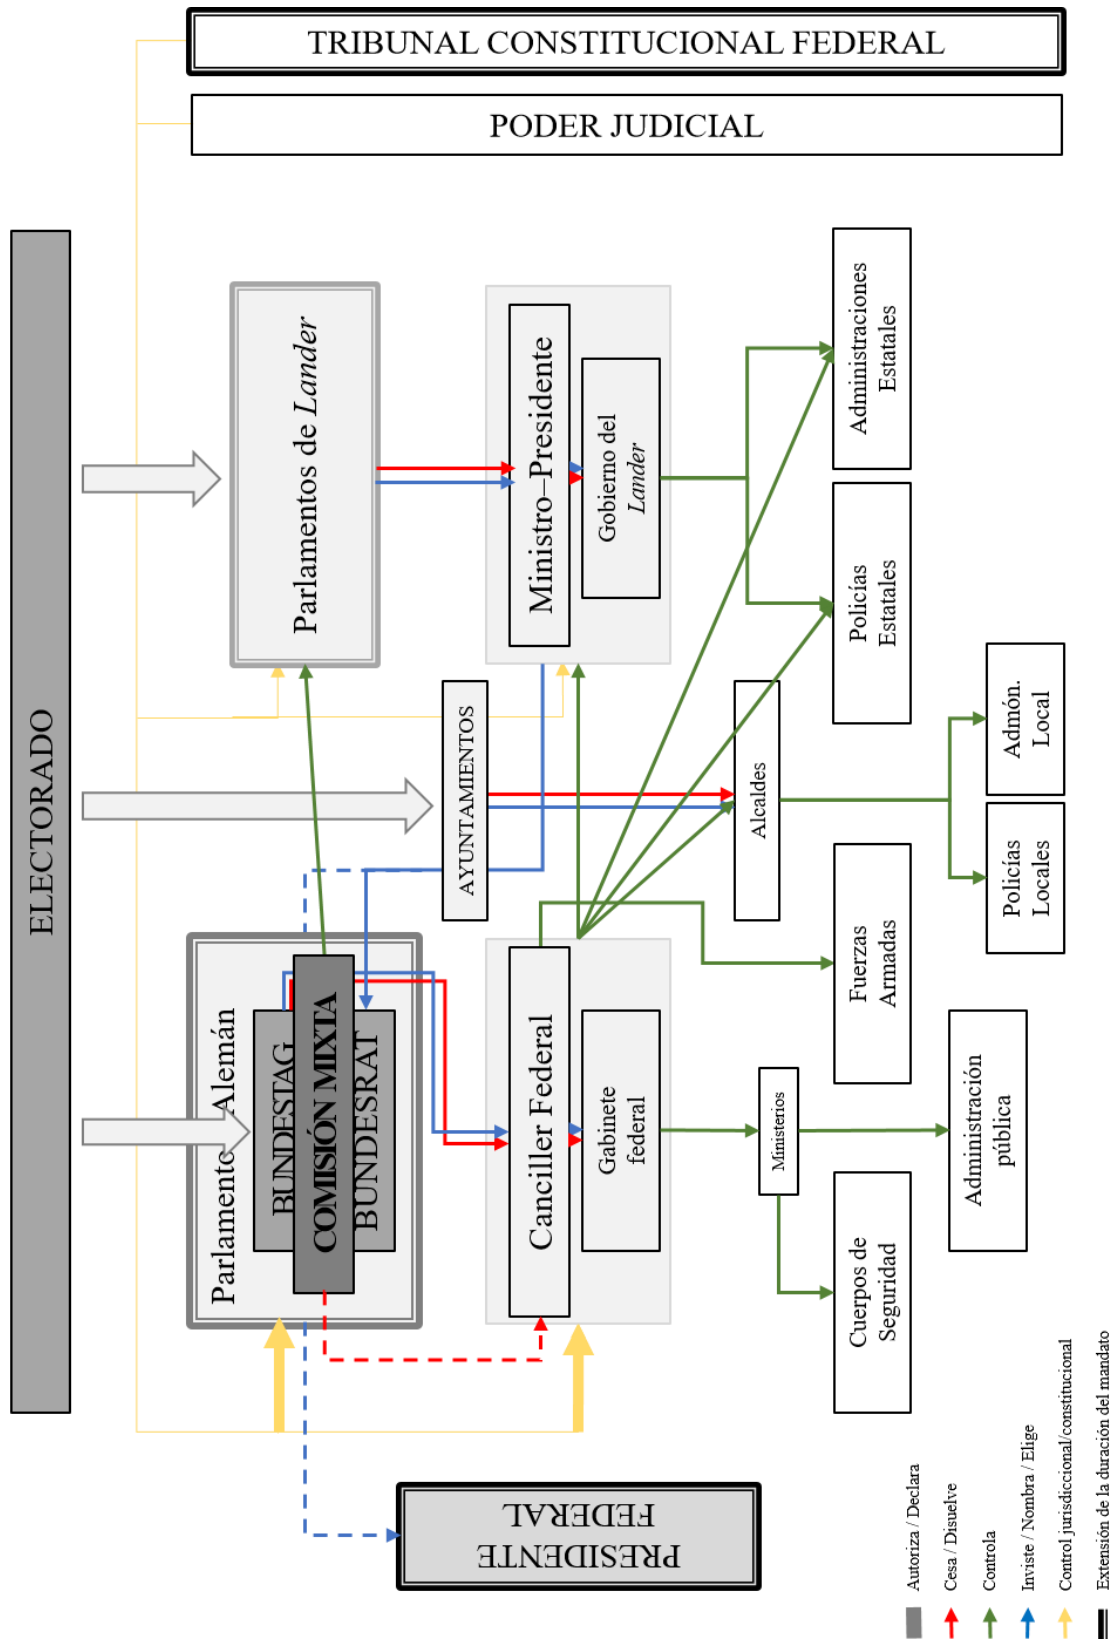 TRIBUNAL CONSTITUCIONAL FEDERAL
PODER JUDICIAL
ELECTORADO
Parlamento Alemán
BUNDESTAG
COMISIÓN MIXTA
BUNDESRAT
AYUNTAMIENTOS
Parlamentos de Lander
Canciller Federal
Gabinete
federal
Ministro–Presidente
Gobierno del
Lander
Ministerios
Alcaldes
Cuerpos de
Seguridad
Fuerzas
Armadas
Policías
Estatales
Administraciones
Estatales
Administración
pública
Policías
Locales
Admón.
Local
PRESIDENTE
FEDERAL
Autoriza / Declara
Cesa / Disuelve
Controla
Inviste / Nombra / Elige
Control jurisdiccional/constitucional
Extensión de la duración del mandato